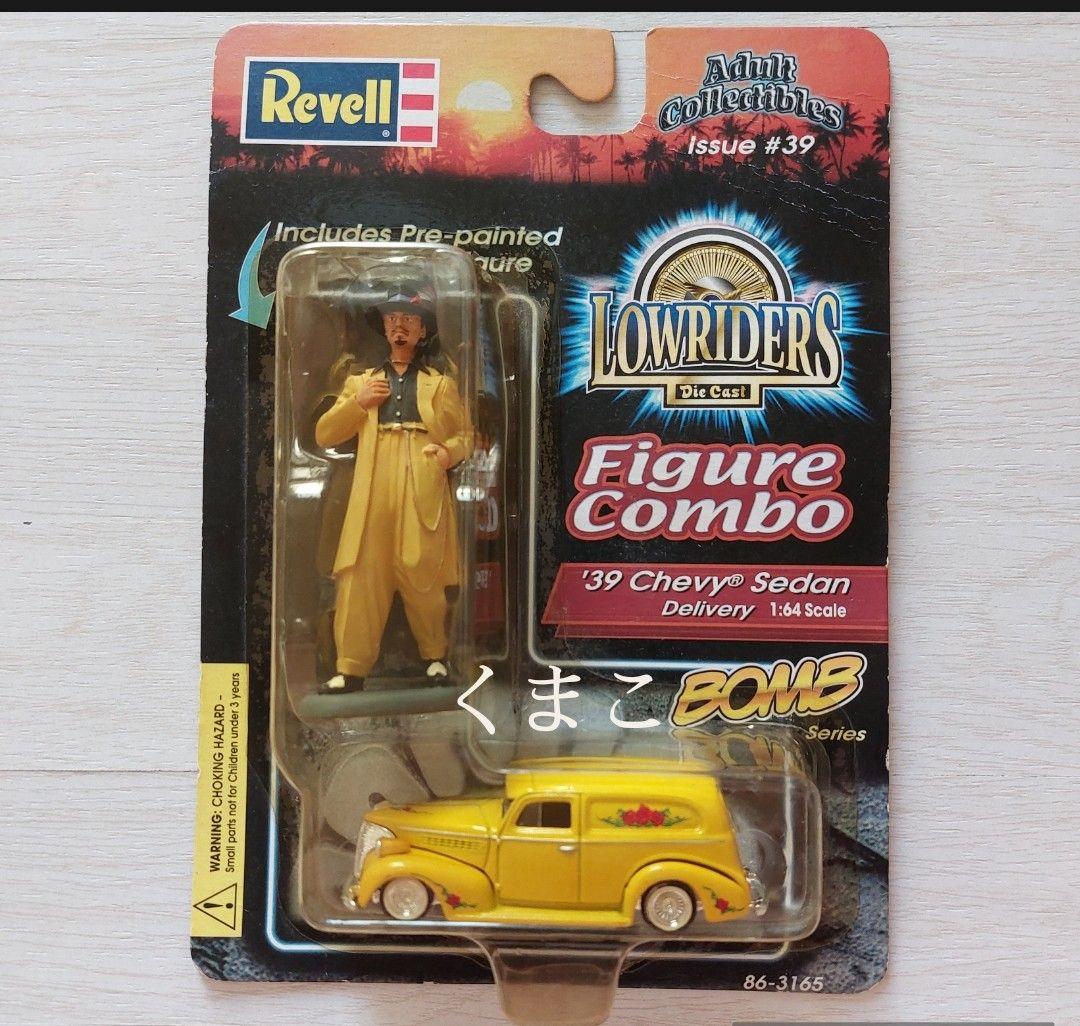 Revell®
Adult
Collectibles
Issue #39
Includes Pre-painted
LOWRIDERS
Die Cast
Figure
Combo
'39 Chevy® Sedan
Delivery 1:64 Scale
くまこ
BOMB
Series
WARNING: CHOKING HAZARD -
Small parts not for Children under 3 years
86-3165